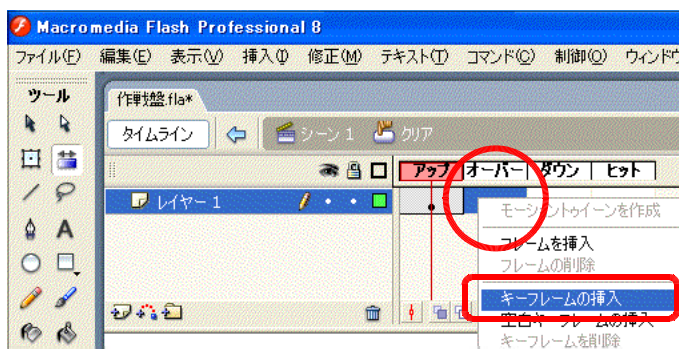 Macromedia Flash Professional 8
ファイル(F) 編集(E) 表示(V) 挿入(I) 修正(M) テキスト(T) コマンド(C) 制御(O) ウィンドウ
ツール
作戦盤.fla*
タイムライン シーン 1 クリア
アップ オーバー ダウン ヒット
レイヤー 1
モーショントゥイーンを作成
フレームを挿入
フレームの削除
キーフレームの挿入
空白キーフレームの挿入
キーフレームを削除